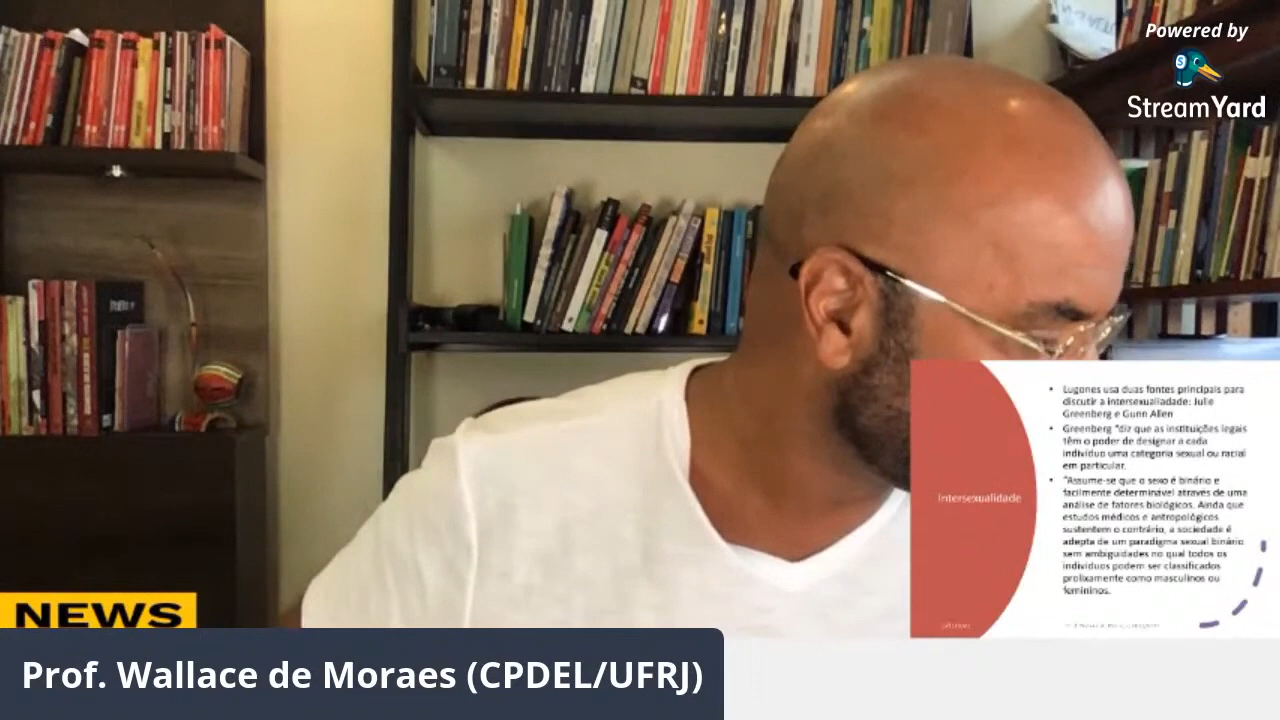 Powered by
StreamYard
• Lugones usa duas fontes principais para
discutir a intersexualiadade: Julie
Greenberg e Gunn Allen
• Greenberg "diz que as instituições legais
têm o poder de designar a cada
indivíduo uma categoria sexual ou racial
em particular.
• "Assume-se que o sexo é binário e
facilmente determinável através de uma
análise de fatores biológicos. Ainda que
estudos médicos e antropológicos
sustentem o contrário, a sociedade é
adepta de um paradigma sexual binário
sem ambiguidades no qual todos os
indivíduos podem ser classificados
prolixamente como masculinos ou
femininos.
Intersexualidade
NEWS
Prof. Wallace de Moraes (CPDEL/UFRJ)